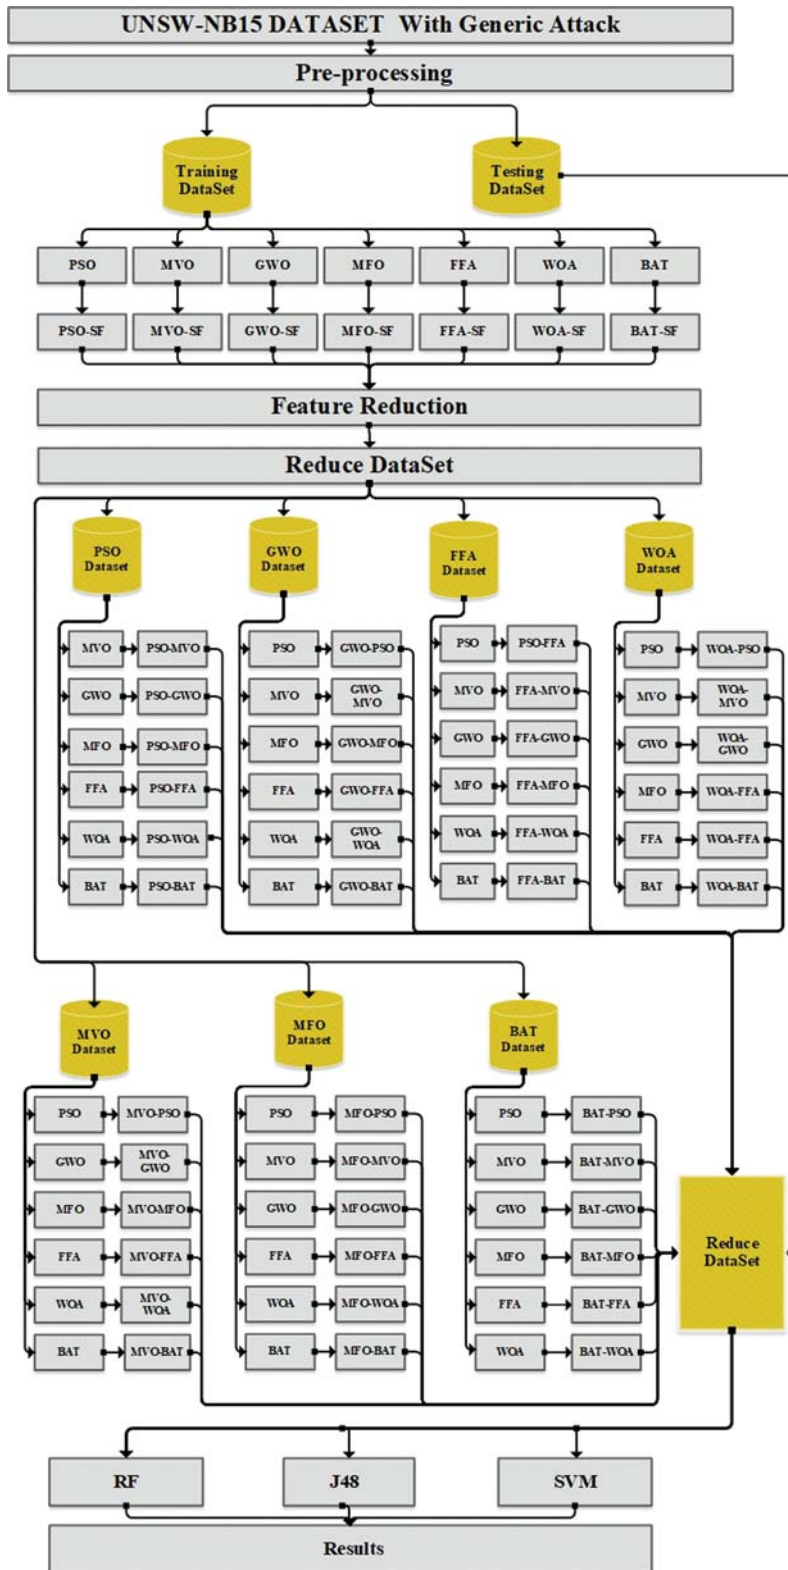 UNSW-NB15 DATASET With Generic Attack
Pre-processing
Training
DataSet
Testing
DataSet
PSO
MVO
GWO
MFO
FFA
WOA
BAT
PSO-SF
MVO-SF
GWO-SF
MFO-SF
FFA-SF
WOA-SF
BAT-SF
Feature Reduction
Reduce DataSet
PSO
Dataset
MVO
PSO-MVO
GWO
PSO-GWO
MFO
PSO-MFO
FFA
PSO-FFA
WOA
PSO-WOA
BAT
PSO-BAT
GWO
Dataset
PSO
GWO-PSO
MVO
GWO-
MVO
MFO
GWO-MFO
FFA
GWO-FFA
WOA
GWO-
WOA
BAT
GWO-BAT
FFA
Dataset
PSO
PSO-FFA
MVO
FFA-MVO
GWO
FFA-GWO
MFO
FFA-MFO
WOA
FFA-WOA
BAT
FFA-BAT
WOA
Dataset
PSO
WOA-PSO
MVO
WOA-
MVO
GWO
WOA-
GWO
MFO
WOA-FFA
FFA
WOA-FFA
BAT
WOA-BAT
MVO
Dataset
PSO
MVO-PSO
GWO
MVO-
GWO
MFO
MVO-MFO
FFA
MVO-FFA
WOA
MVO-
WOA
BAT
MVO-BAT
MFO
Dataset
PSO
MFO-PSO
MVO
MFO-MVO
GWO
MFO-GWO
FFA
MFO-FFA
WOA
MFO-WOA
BAT
MFO-BAT
BAT
Dataset
PSO
BAT-PSO
MVO
BAT-MVO
GWO
BAT-GWO
MFO
BAT-MFO
FFA
BAT-FFA
WOA
BAT-WOA
Reduce
DataSet
RF
J48
SVM
Results